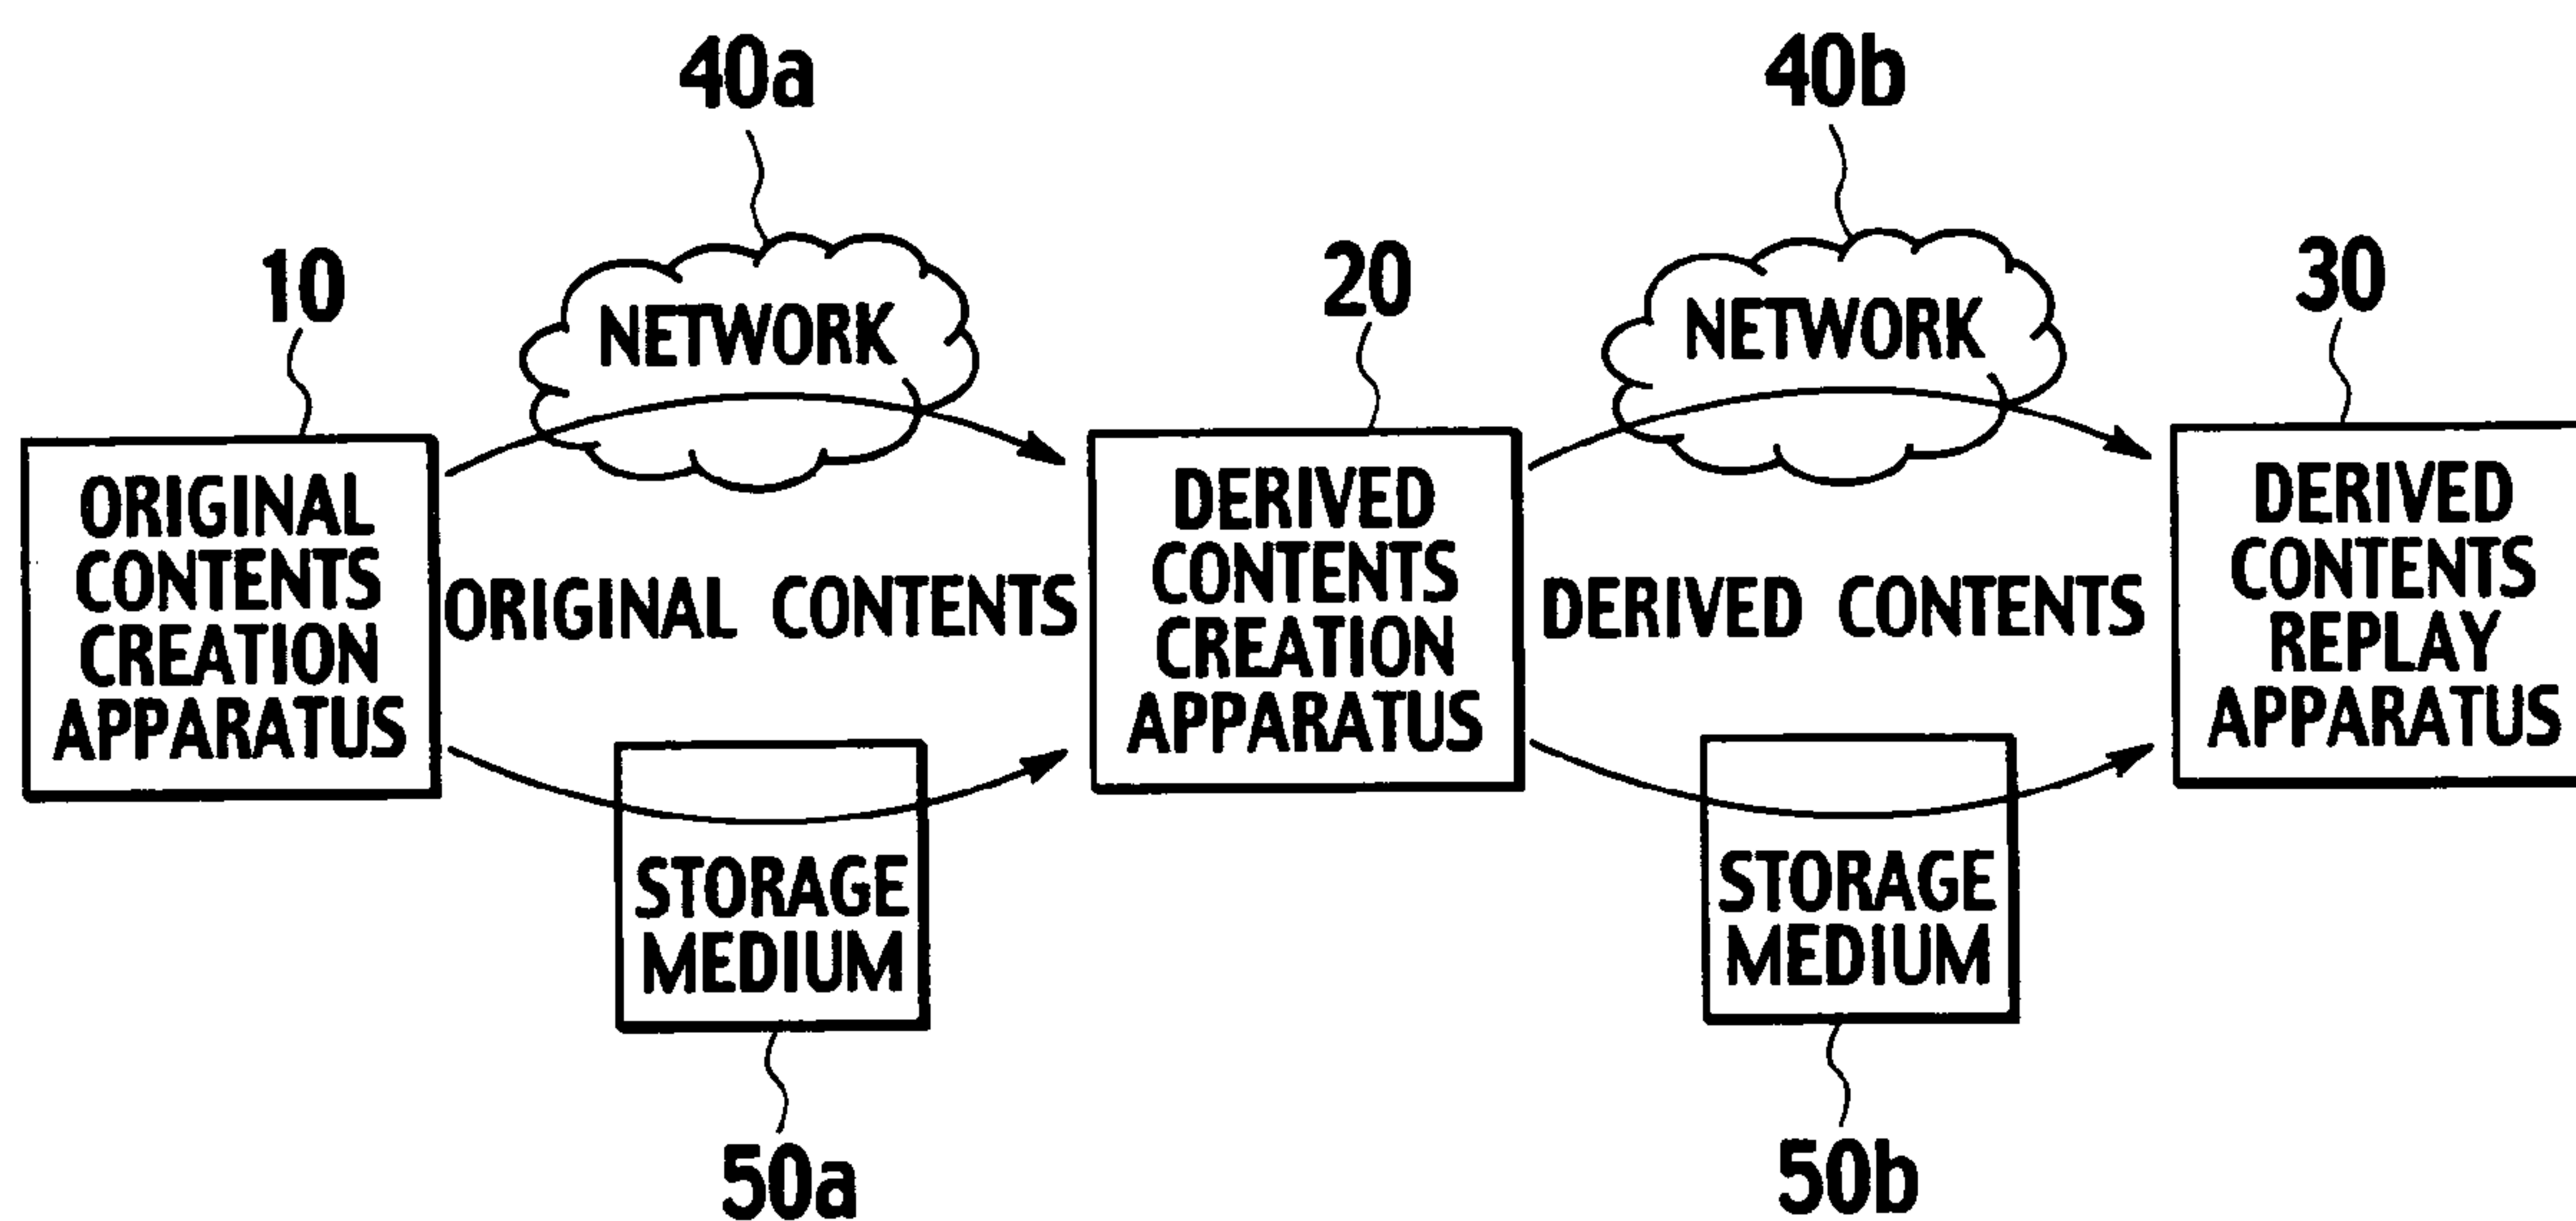 40a
40b
10
NETWORK
20
NETWORK
30
ORIGINAL
CONTENTS
CREATION
APPARATUS
ORIGINAL CONTENTS
DERIVED
CONTENTS
CREATION
APPARATUS
DERIVED CONTENTS
DERIVED
CONTENTS
REPLAY
APPARATUS
STORAGE
MEDIUM
STORAGE
MEDIUM
50a
50b